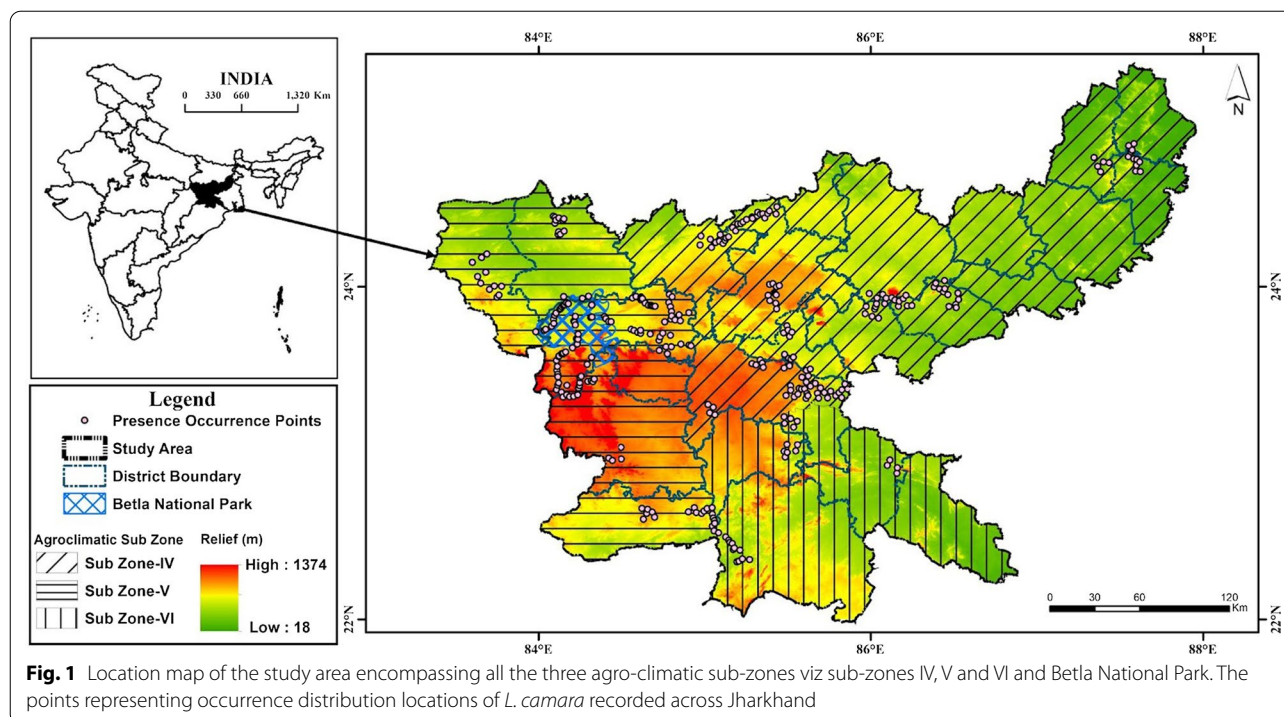 INDIA
0 330 660 1,320 Km
84°E 86°E 88°E
N
24°N 24°N
Legend
Presence Occurrence Points
Study Area
District Boundary
Betla National Park
Agroclimatic Sub Zone Relief (m)
Sub Zone-IV High : 1374
Sub Zone-V
Sub Zone-VI Low : 18
0 30 60 120
Km
22°N 22°N
84°E 86°E 88°E
Fig. 1 Location map of the study area encompassing all the three agro-climatic sub-zones viz sub-zones IV, V and VI and Betla National Park. The
points representing occurrence distribution locations of L. camara recorded across Jharkhand